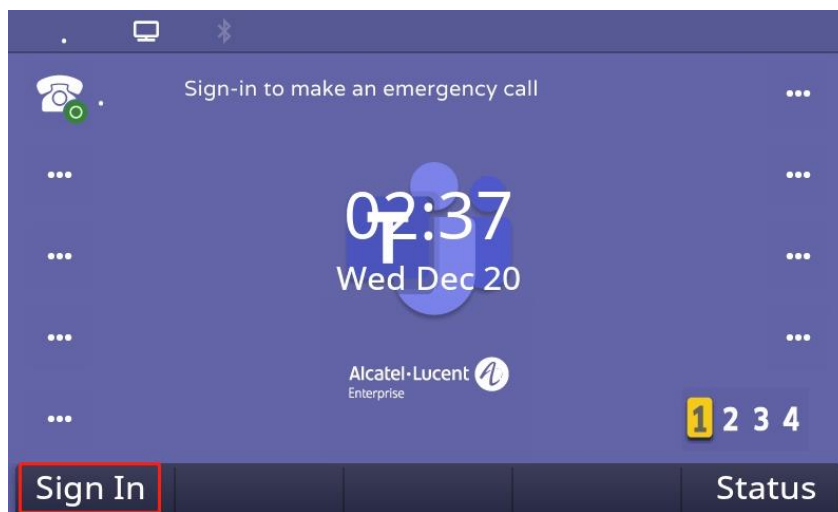 Sign-in to make an emergency call
02:37
T
Wed Dec 20
Alcatel·Lucent
Enterprise
1 2 3 4
Sign In
Status